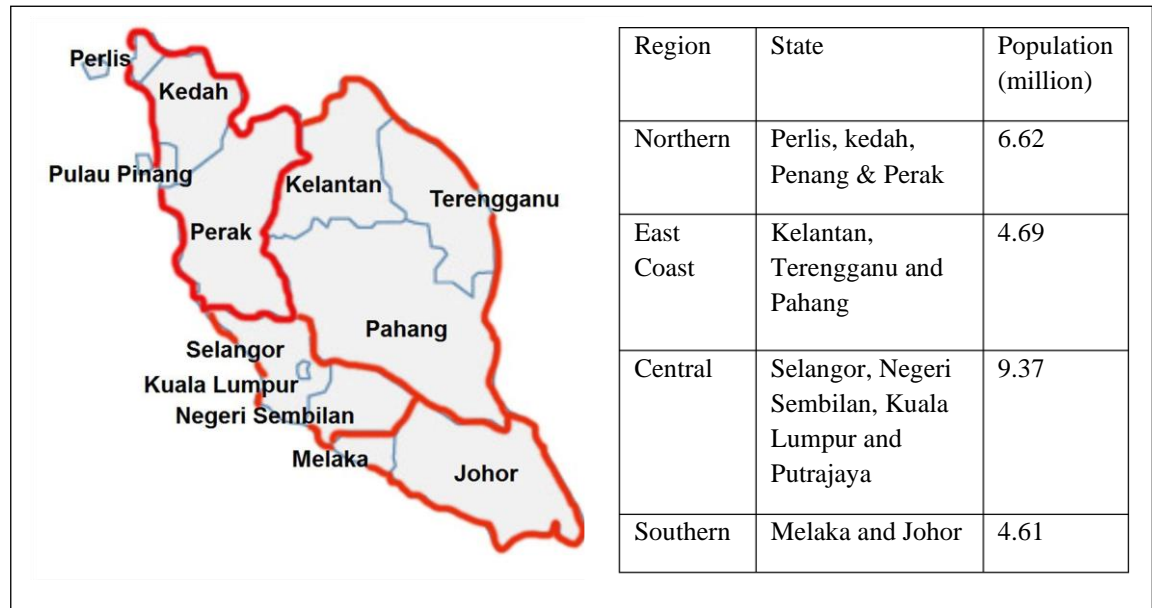 Perlis
Kedah
Pulau Pinang
Kelantan
Terengganu
Perak
Pahang
Selangor
Kuala Lumpur
Negeri Sembilan
Melaka
Johor
Region State Population
(million)
Northern Perlis, kedah, 6.62
Penang & Perak
East Kelantan, 4.69
Coast Terengganu and
Pahang
Central Selangor, Negeri 9.37
Sembilan, Kuala
Lumpur and
Putrajaya
Southern Melaka and Johor 4.61